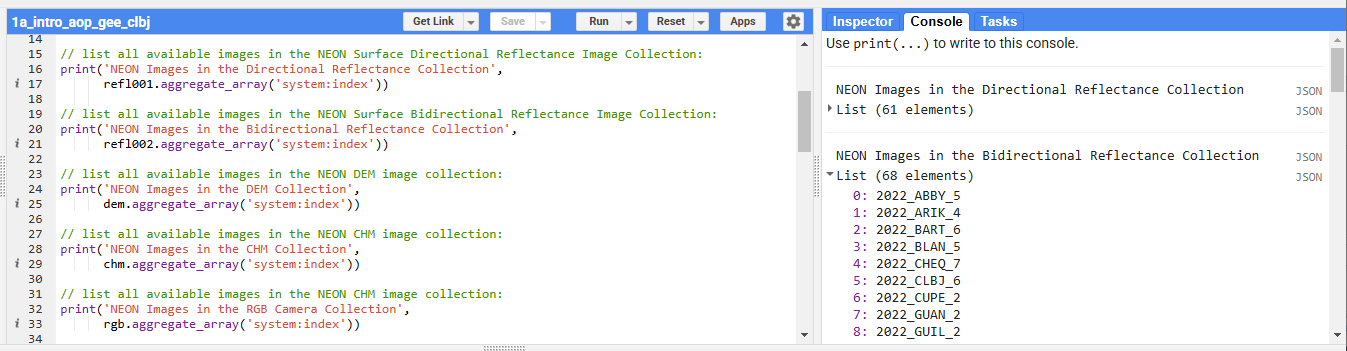 1a_intro_aop_gee_clbj
Get Link
Save
Run
Reset
Apps
14
15 // list all available images in the NEON Surface Directional Reflectance Image Collection:
16 print('NEON Images in the Directional Reflectance Collection',
i 17 refl001.aggregate_array('system:index'))
18
19 // list all available images in the NEON Surface Bidirectional Reflectance Image Collection:
20 print('NEON Images in the Bidirectional Reflectance Collection',
i 21 refl002.aggregate_array('system:index'))
22
23 // list all available images in the NEON DEM image collection:
24 print('NEON Images in the DEM Collection',
i 25 dem.aggregate_array('system:index'))
26
27 // list all available images in the NEON CHM image collection:
28 print('NEON Images in the CHM Collection',
i 29 chm.aggregate_array('system:index'))
30
31 // list all available images in the NEON CHM image collection:
32 print('NEON Images in the RGB Camera Collection',
i 33 rgb.aggregate_array('system:index'))
34
Inspector Console Tasks
Use print(...) to write to this console.
NEON Images in the Directional Reflectance Collection JSON
List (61 elements) JSON
NEON Images in the Bidirectional Reflectance Collection JSON
List (68 elements) JSON
0: 2022_ABBY_5
1: 2022_ARIK_4
2: 2022_BART_6
3: 2022_BLAN_5
4: 2022_CHEQ_7
5: 2022_CLBJ_6
6: 2022_CUPE_2
7: 2022_GUAN_2
8: 2022_GUIL_2